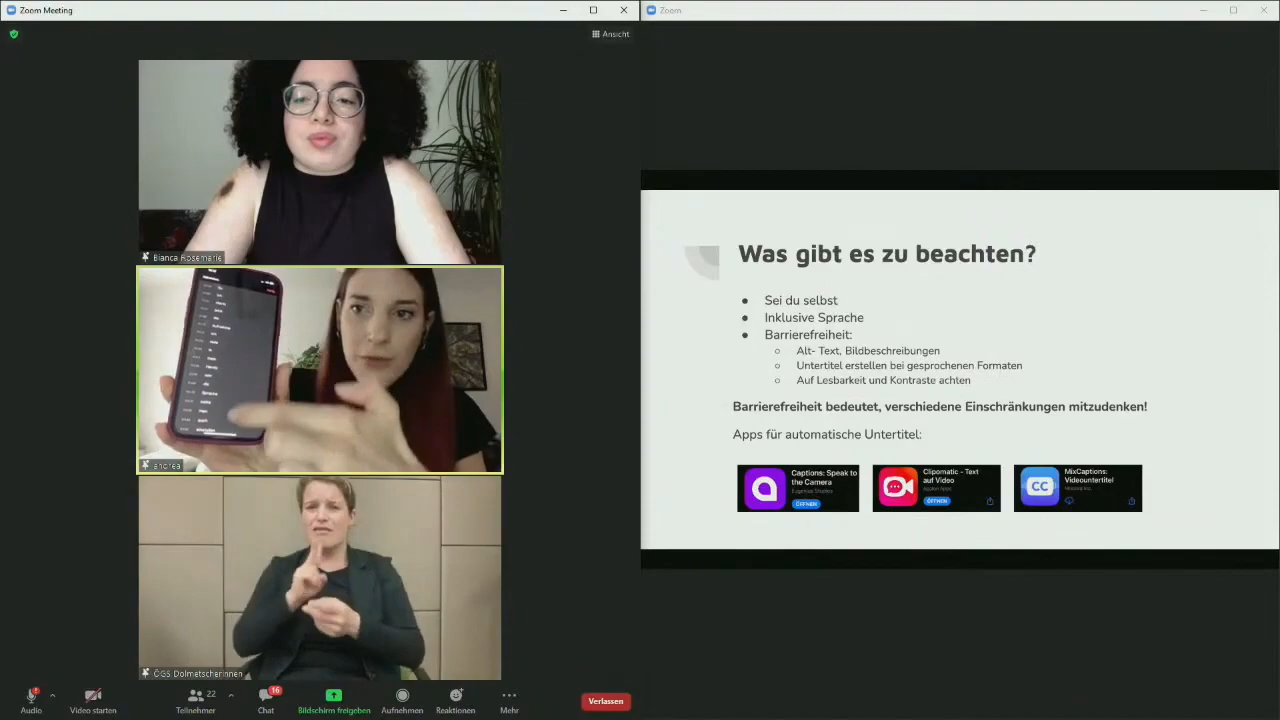 Zoom Meeting
Ansicht
Bianca Rosemarie
andrea
ÖGS Dolmetscherinnen
Audio
Video starten
22
Teilnehmer
16
Chat
Bildschirm freigeben
Aufnehmen
Reaktionen
Mehr
Verlassen
Zoom
Was gibt es zu beachten?
● Sei du selbst
● Inklusive Sprache
● Barrierefreiheit:
○ Alt- Text, Bildbeschreibungen
○ Untertitel erstellen bei gesprochenen Formaten
○ Auf Lesbarkeit und Kontraste achten
Barrierefreiheit bedeutet, verschiedene Einschränkungen mitzudenken!
Apps für automatische Untertitel:
Captions: Speak to
the Camera
ÖFFNEN
Clipomatic - Text
auf Video
ÖFFNEN
CC
MixCaptions:
Videountertitel